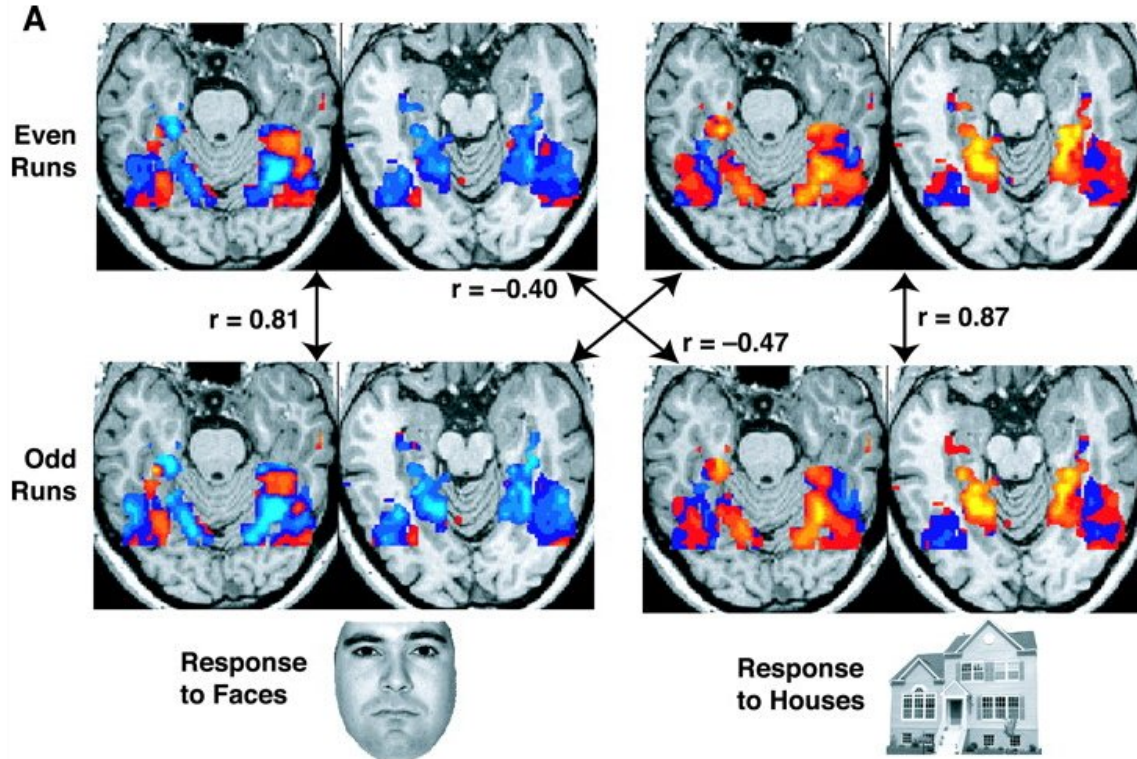 A
Even
Runs
r = –0.40
r = 0.81
r = –0.47
r = 0.87
Odd
Runs
Response
to Faces
Response
to Houses